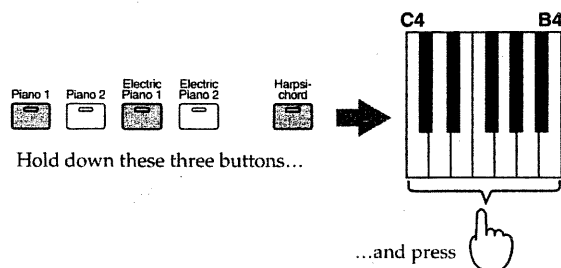 C4 B4
Piano 1 Piano 2 Electric Piano 1 Electric Piano 2 Harpsi-chord
Hold down these three buttons...
...and press